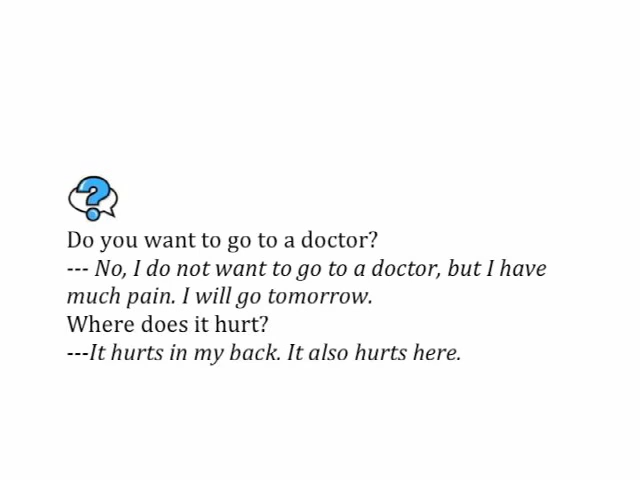 Do you want to go to a doctor?
--- No, I do not want to go to a doctor, but I have
much pain. I will go tomorrow.
Where does it hurt?
---It hurts in my back. It also hurts here.